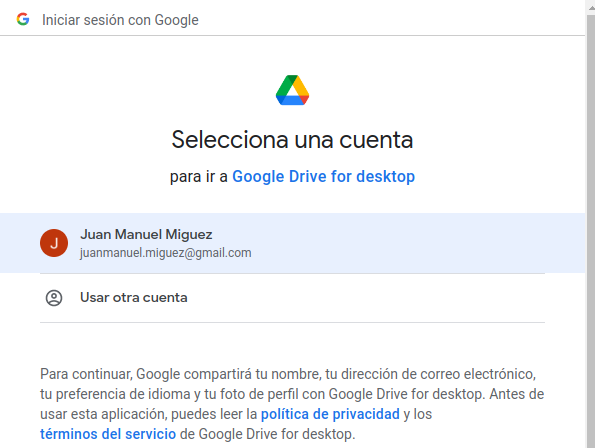 Iniciar sesión con Google
Selecciona una cuenta
para ir a Google Drive for desktop
J
Juan Manuel Miguez
juanmanuel.miguez@gmail.com
Usar otra cuenta
Para continuar, Google compartirá tu nombre, tu dirección de correo electrónico,
tu preferencia de idioma y tu foto de perfil con Google Drive for desktop. Antes de
usar esta aplicación, puedes leer la política de privacidad y los
términos del servicio de Google Drive for desktop.